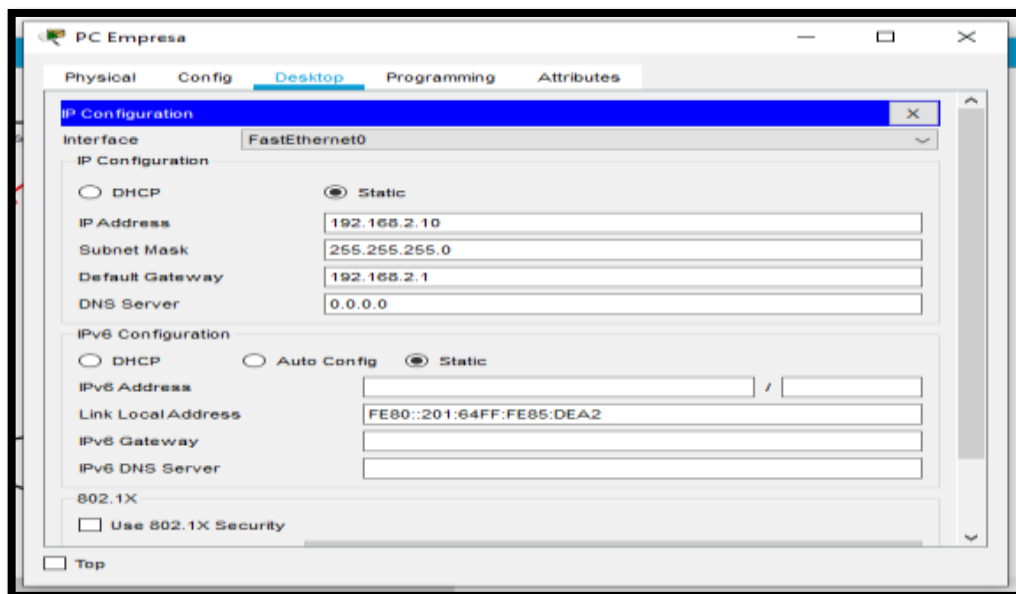 PC Empresa
Physical Config Desktop Programming Attributes
IP Configuration X
Interface FastEthernet0
IP Configuration
DHCP Static
IP Address 192.168.2.10
Subnet Mask 255.255.255.0
Default Gateway 192.168.2.1
DNS Server 0.0.0.0
IPv6 Configuration
DHCP Auto Config Static
IPv6 Address /
Link Local Address FE80::201:64FF:FE85:DEA2
IPv6 Gateway
IPv6 DNS Server
802.1X
Use 802.1X Security
Top